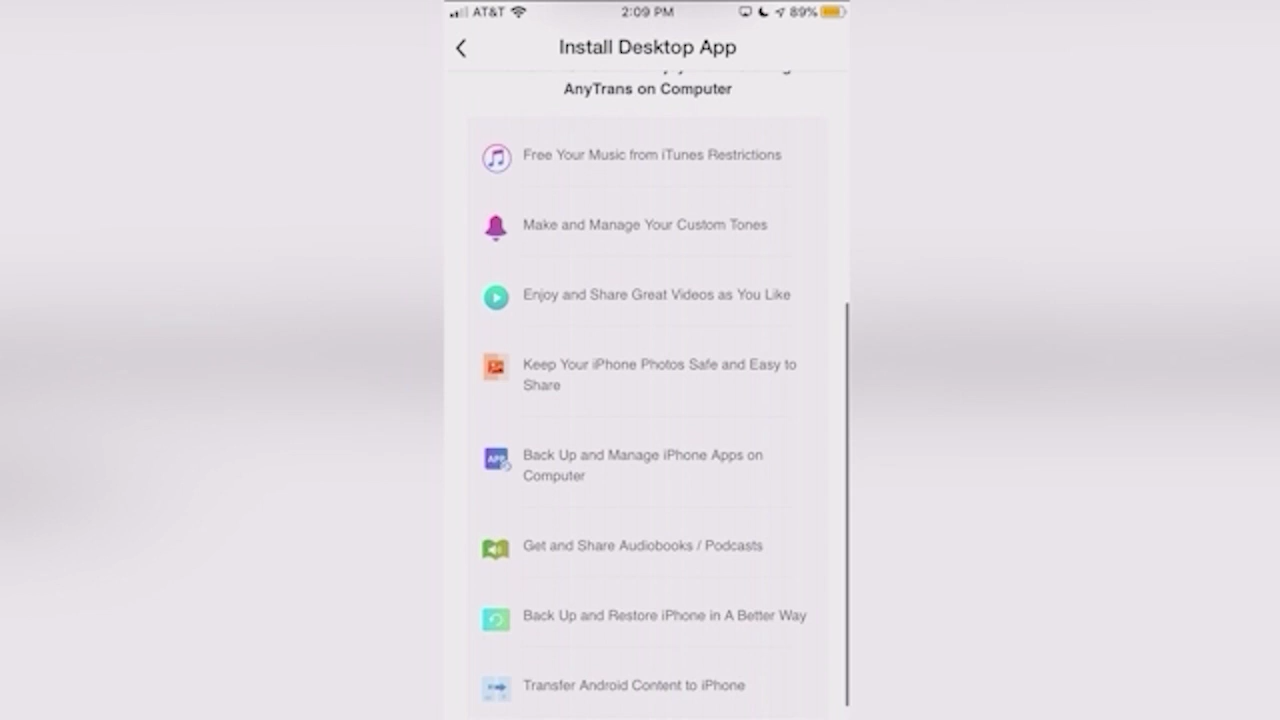 AT&T
2:09 PM
89%
Install Desktop App
AnyTrans on Computer
Free Your Music from iTunes Restrictions
Make and Manage Your Custom Tones
Enjoy and Share Great Videos as You Like
Keep Your iPhone Photos Safe and Easy to
Share
APP
Back Up and Manage iPhone Apps on
Computer
Get and Share Audiobooks / Podcasts
Back Up and Restore iPhone in A Better Way
Transfer Android Content to iPhone